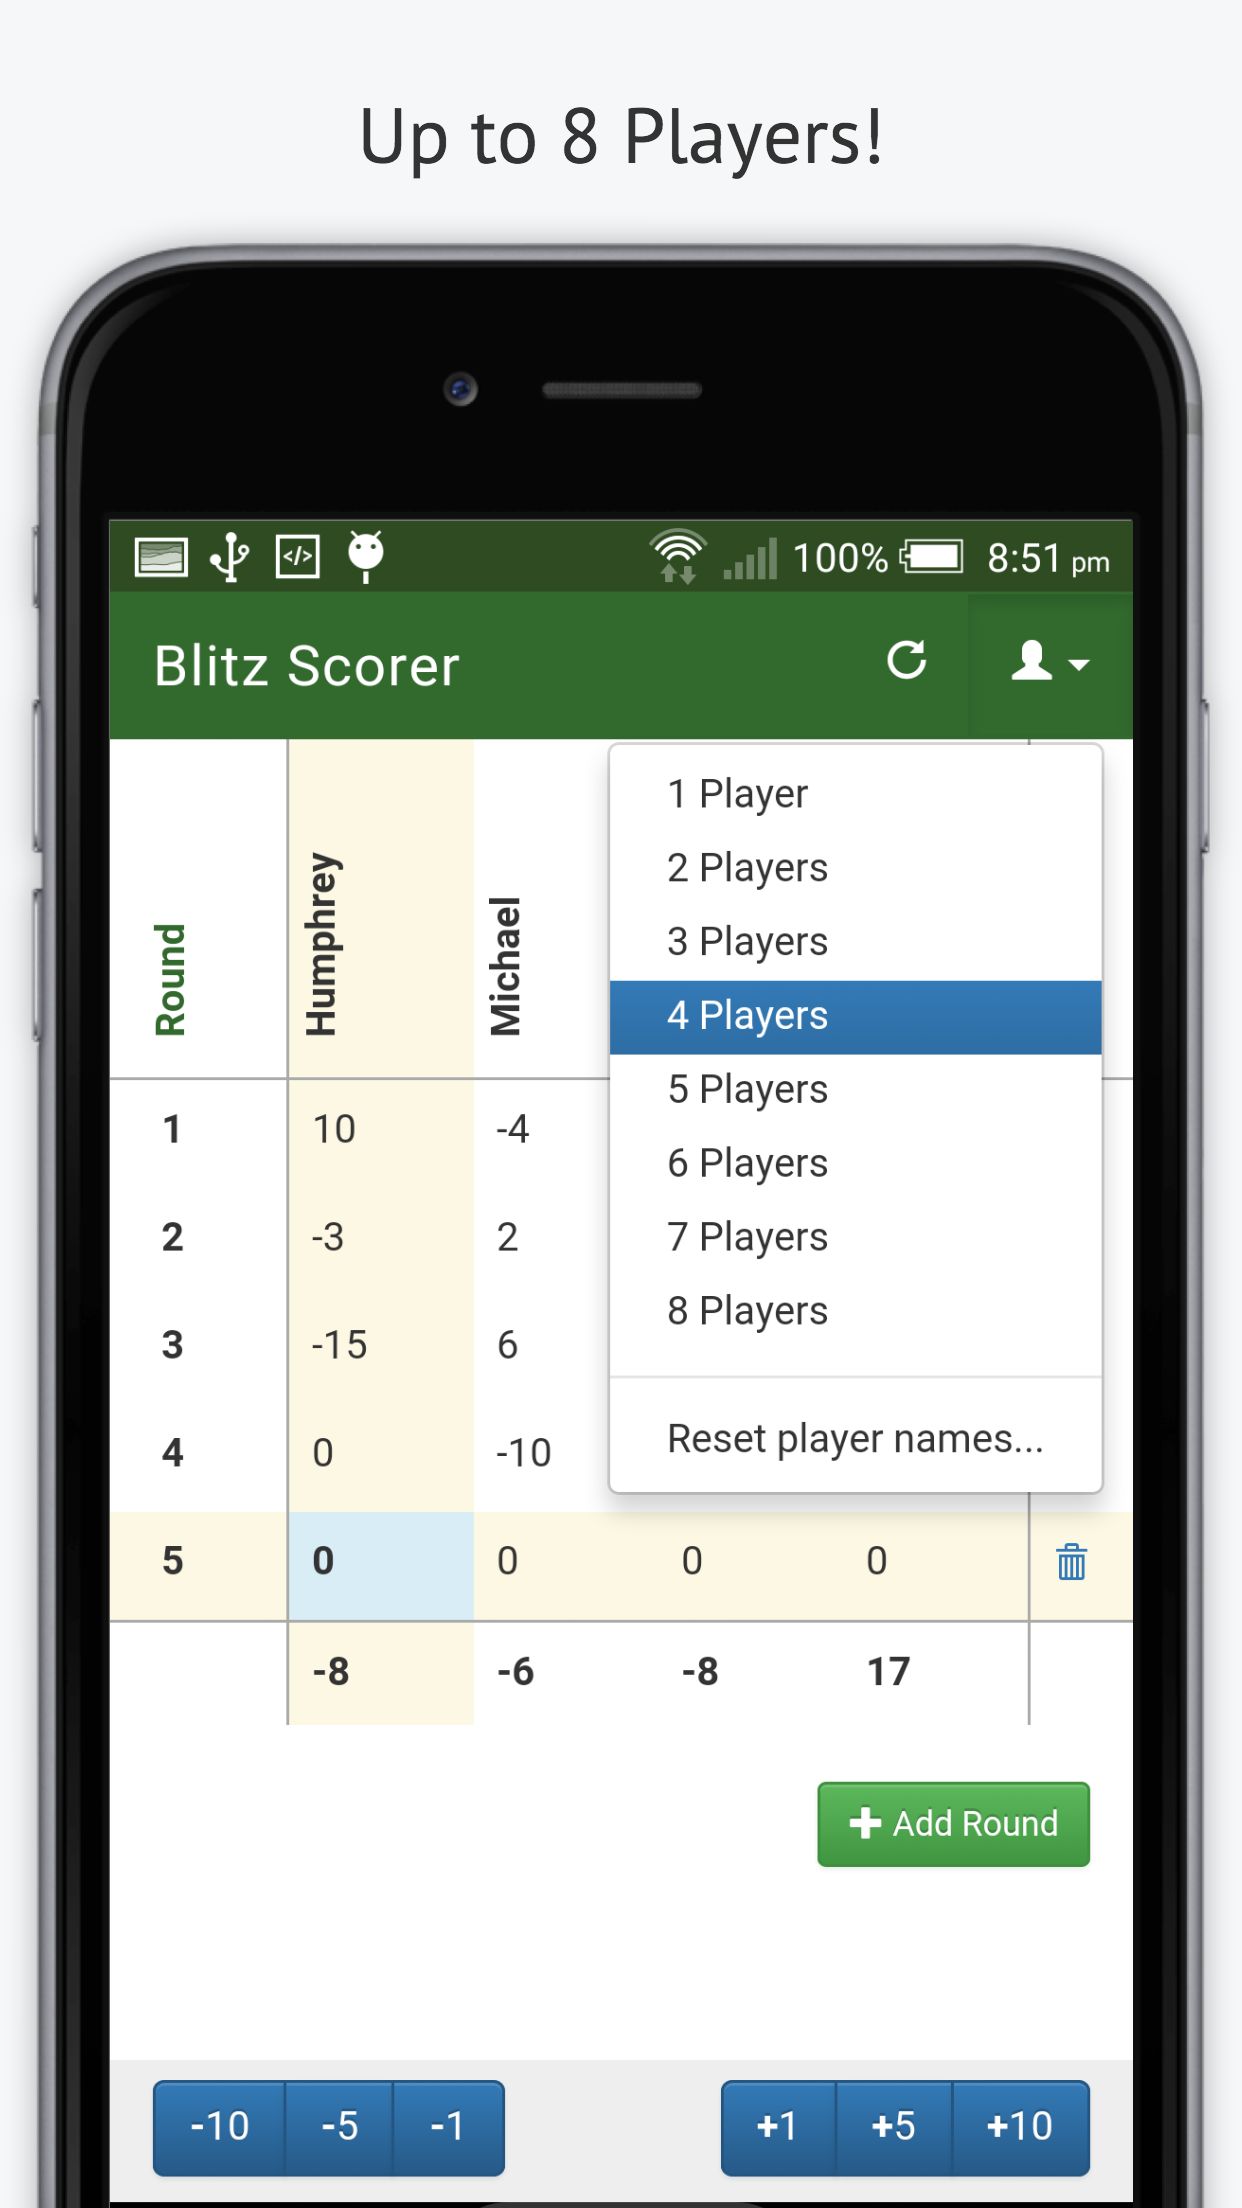 Up to 8 Players!
100% 8:51 pm
Blitz Scorer
Round Humphrey Michael
1 Player
2 Players
3 Players
4 Players
5 Players
6 Players
7 Players
8 Players
Reset player names...
1 10 -4
2 -3 2
3 -15 6
4 0 -10
5 0 0 0 0
-8 -6 -8 17
Add Round
-10 -5 -1 +1 +5 +10